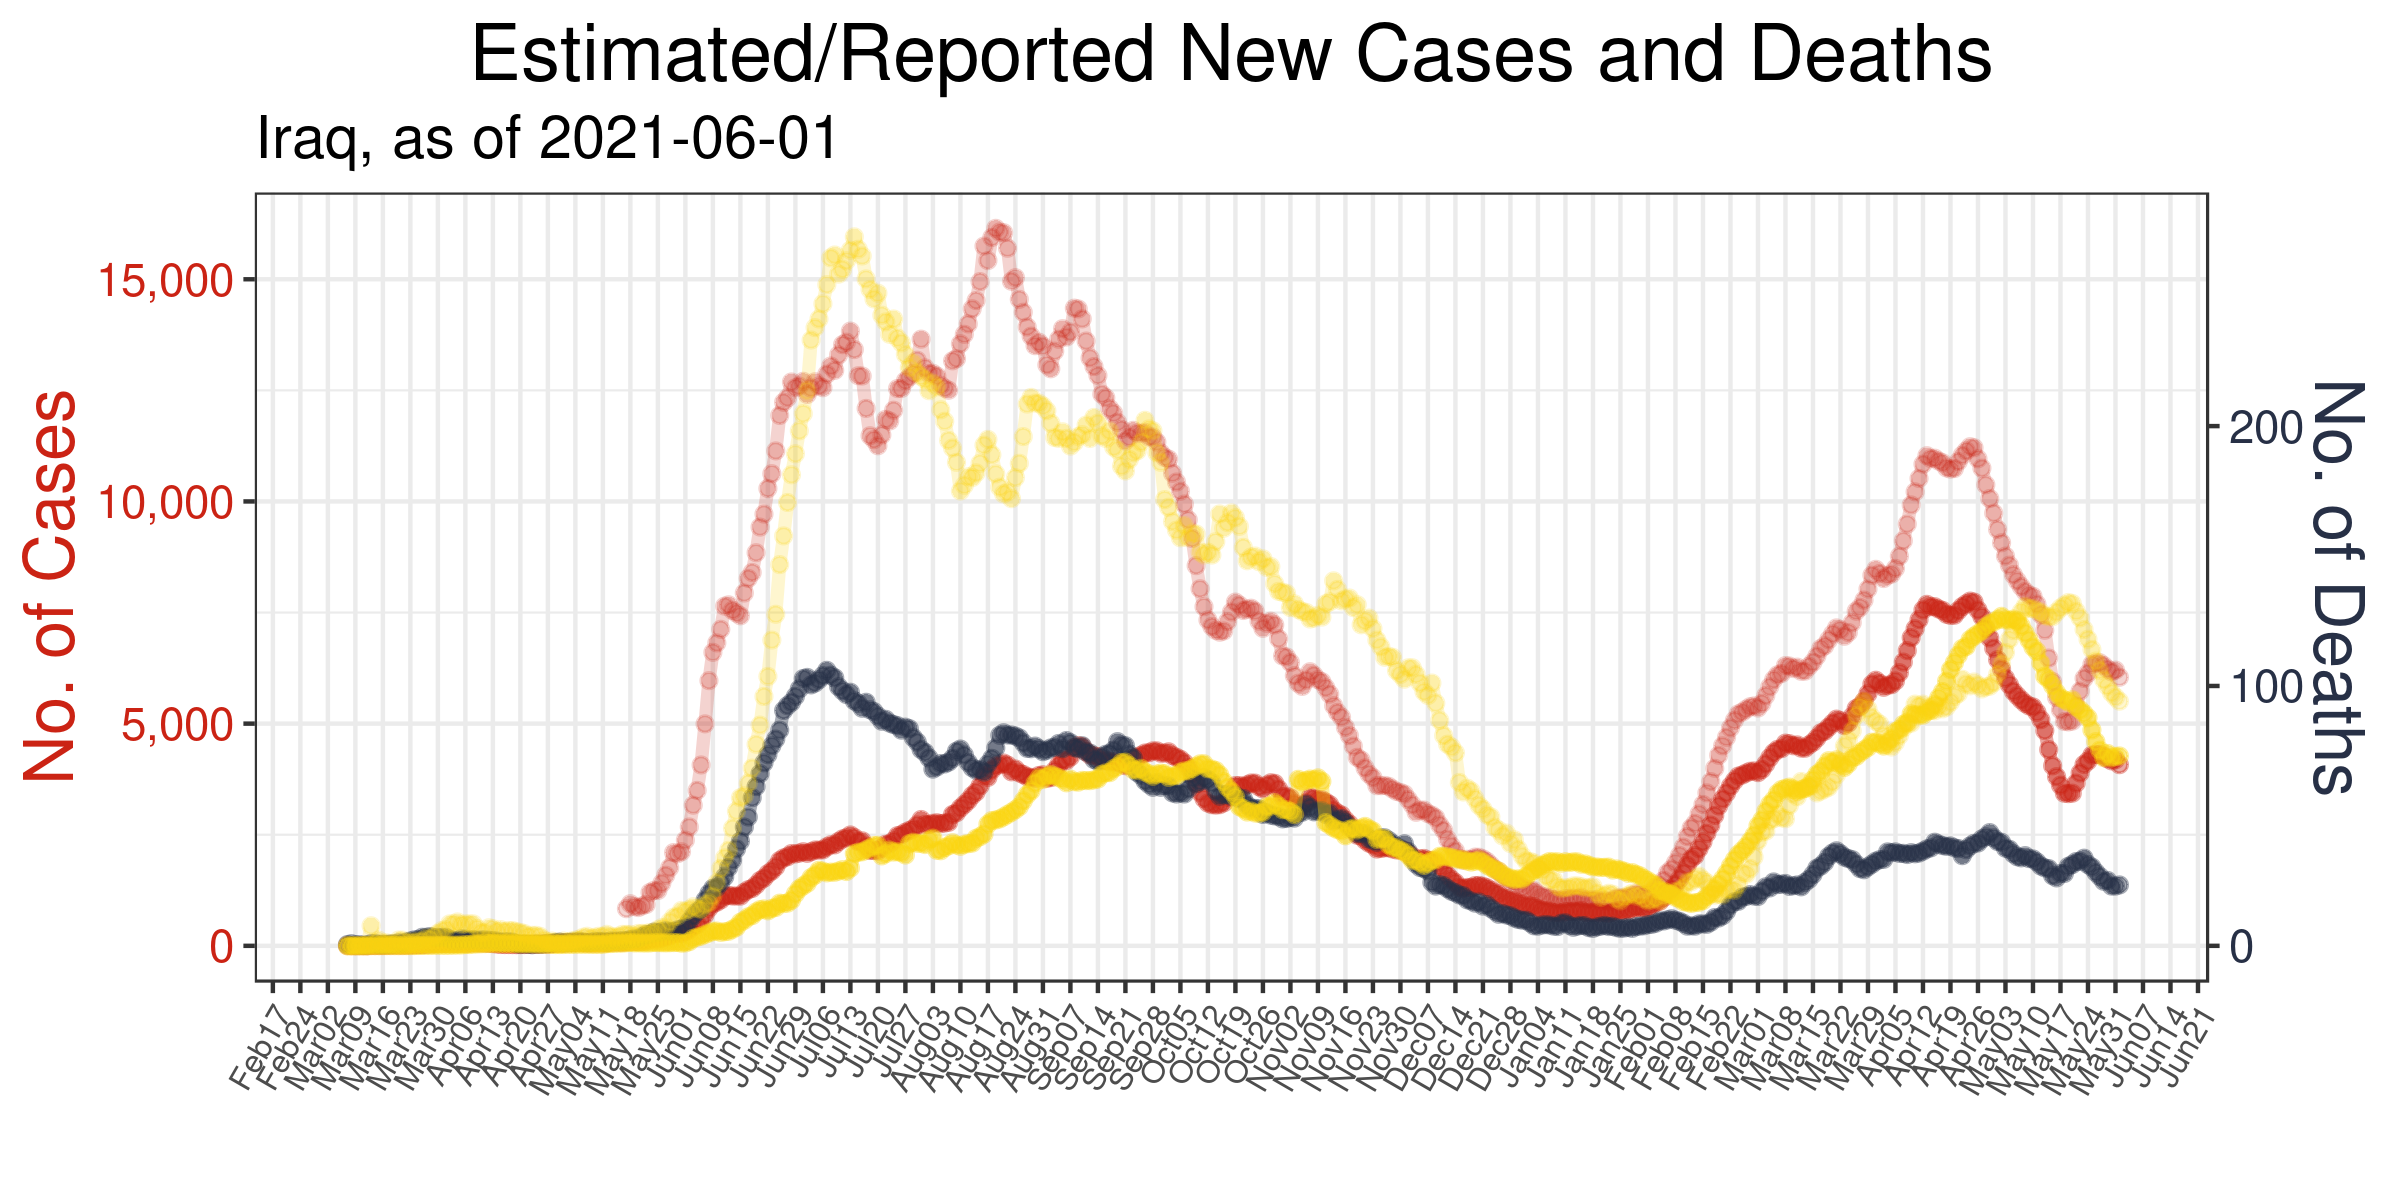 Estimated/Reported New Cases and Deaths
Iraq, as of 2021-06-01
No. of Cases
15,000
10,000
5,000
0
200
100
0
No. of Deaths
Feb17
Feb24
Mar02
Mar09
Mar16
Mar23
Mar30
Apr06
Apr13
Apr20
Apr27
May04
May11
May18
May25
Jun01
Jun08
Jun15
Jun22
Jun29
Jul06
Jul13
Jul20
Jul27
Aug03
Aug10
Aug17
Aug24
Aug31
Sep07
Sep14
Sep21
Sep28
Oct05
Oct12
Oct19
Oct26
Nov02
Nov09
Nov16
Nov23
Nov30
Dec07
Dec14
Dec21
Dec28
Jan04
Jan11
Jan18
Jan25
Feb01
Feb08
Feb15
Feb22
Mar01
Mar08
Mar15
Mar22
Mar29
Apr05
Apr12
Apr19
Apr26
May03
May10
May17
May24
May31
Jun07
Jun14
Jun21